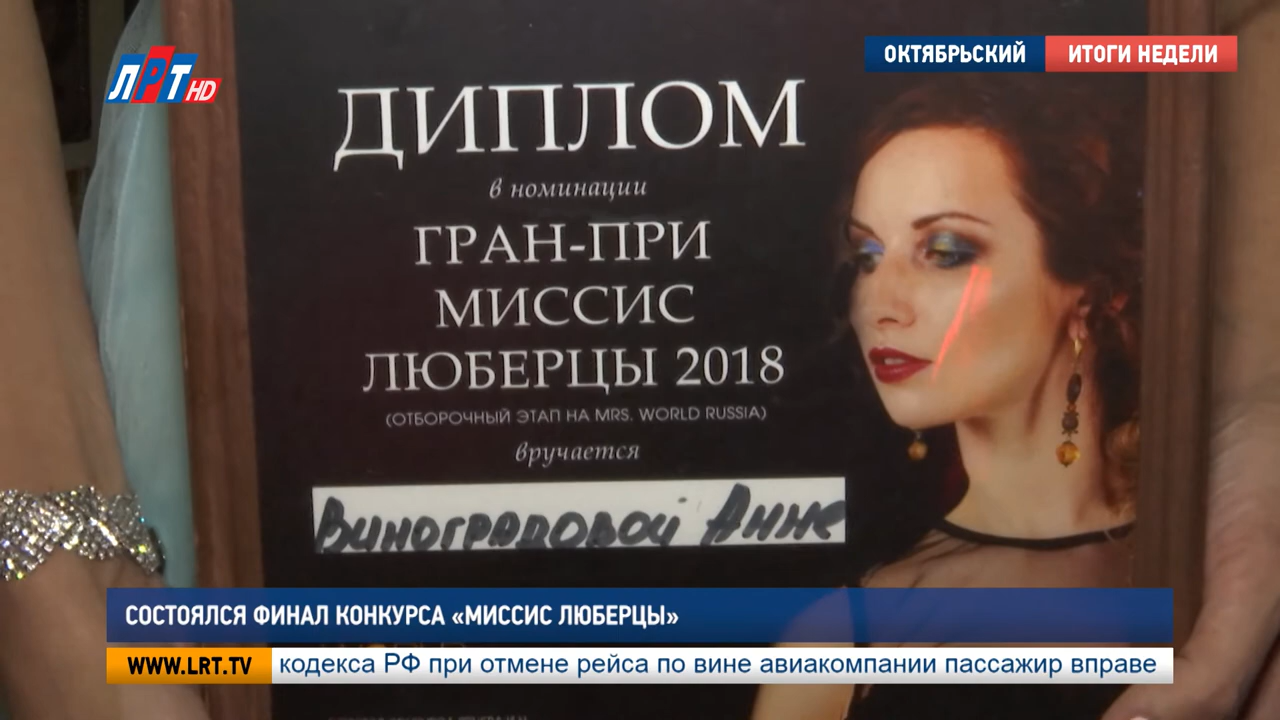 ЛРТ HD
ОКТЯБРЬСКИЙ ИТОГИ НЕДЕЛИ
ДИПЛОМ
в номинации
ГРАН-ПРИ
МИССИС
ЛЮБЕРЦЫ 2018
(ОТБОРОЧНЫЙ ЭТАП НА MRS. WORLD RUSSIA)
вручается
Виноградовой Анне
СОСТОЯЛСЯ ФИНАЛ КОНКУРСА «МИССИС ЛЮБЕРЦЫ»
WWW.LRT.TV кодекса РФ при отмене рейса по вине авиакомпании пассажир вправе